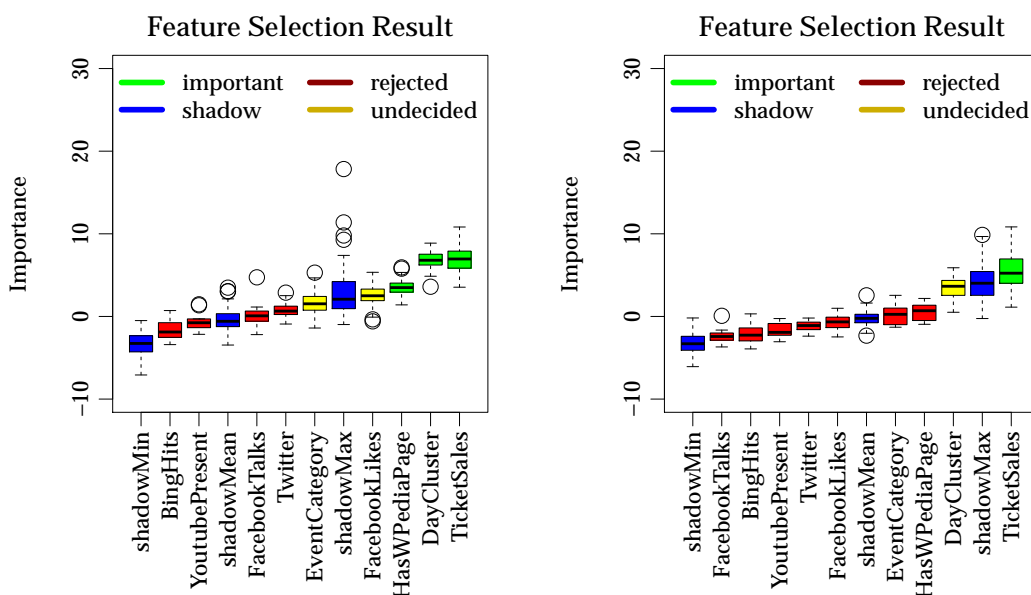 Feature Selection Result
important
rejected
shadow
undecided
Importance
30
20
10
0
−10
shadowMin
BingHits
YoutubePresent
shadowMean
FacebookTalks
Twitter
EventCategory
shadowMax
FacebookLikes
HasWPediaPage
DayCluster
TicketSales
Feature Selection Result
important
rejected
shadow
undecided
Importance
30
20
10
0
−10
shadowMin
FacebookTalks
BingHits
YoutubePresent
Twitter
FacebookLikes
shadowMean
EventCategory
HasWPediaPage
DayCluster
shadowMax
TicketSales